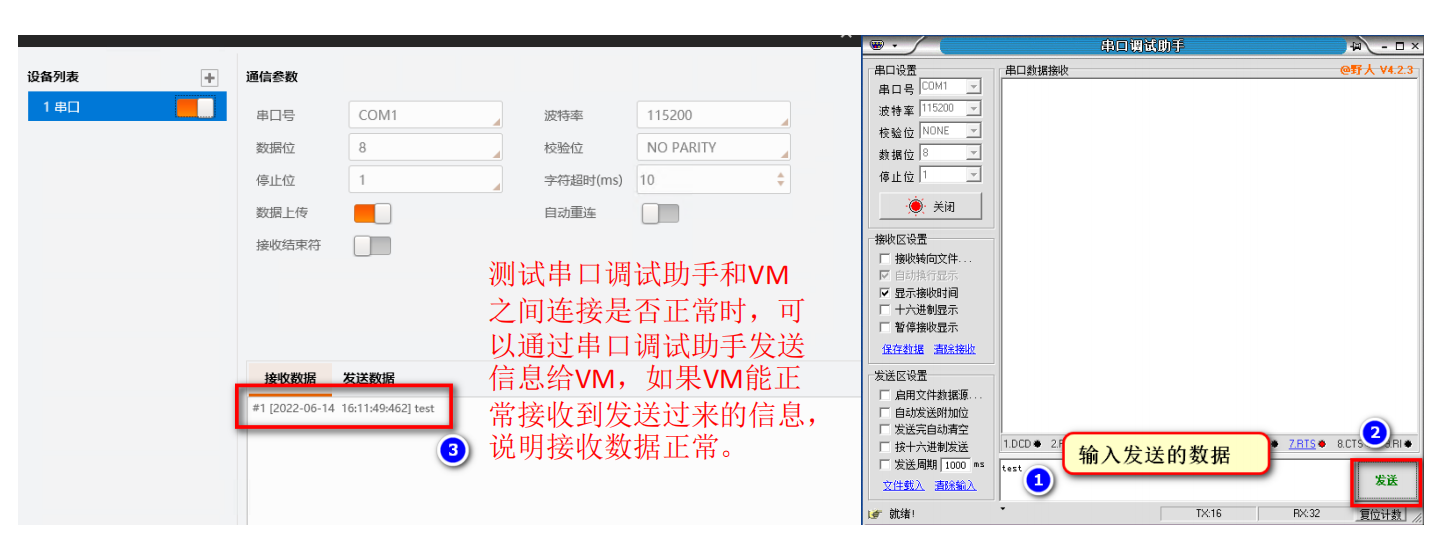 设备列表
+
1 串口
通信参数
串口号 COM1 波特率 115200
数据位 8 校验位 NO PARITY
停止位 1 字符超时(ms) 10
数据上传 自动重连
接收结束符
测试串口调试助手和VM
之间连接是否正常时，可
以通过串口调试助手发送
信息给VM，如果VM能正
常接收到发送过来的信息，
说明接收数据正常。
接收数据 发送数据
#1 [2022-06-14 16:11:49:462] test
3
串口调试助手
串口设置
串口号 COM1
波特率 115200
校验位 NONE
数据位 8
停止位 1
关闭
接收区设置
接收转向文件...
自动换行显示
显示接收时间
十六进制显示
暂停接收显示
保存数据 清除接收
发送区设置
启用文件数据源...
自动发送附加位
发送完自动清空
按十六进制发送
发送周期 1000 ms
文件载入 清除输入
串口数据接收
@野人 V4.2.3
1.DCD 7.RTS 8.CTS
输入发送的数据
2
test
1
发送
就绪!
TX:16
RX:32
复位计数